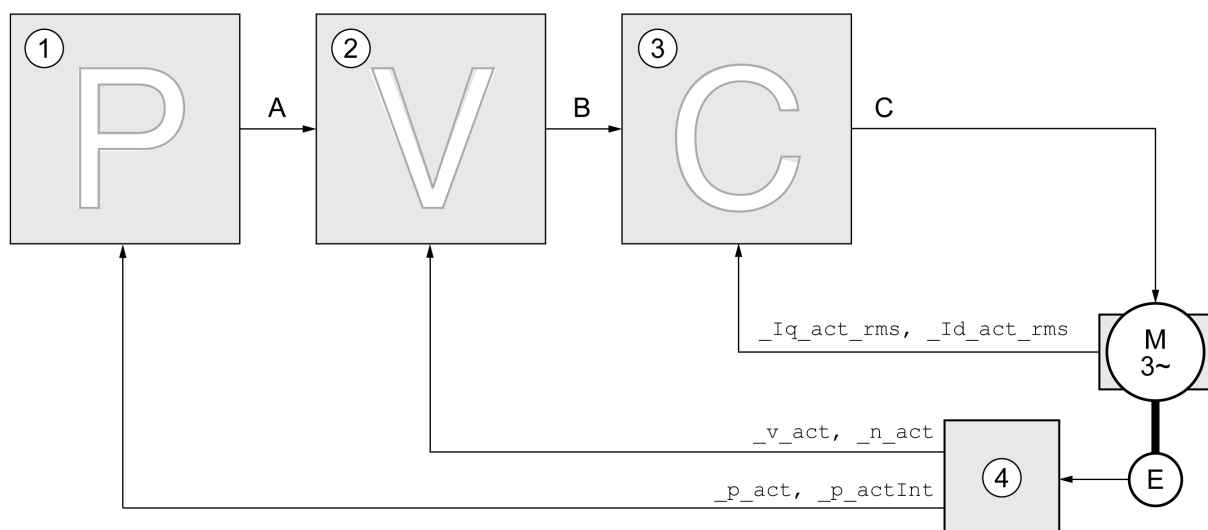 1
2
3
P
V
C
A
B
C
_Iq_act_rms, _Id_act_rms
M
3~
_v_act, _n_act
_p_act, _p_actInt
4
E